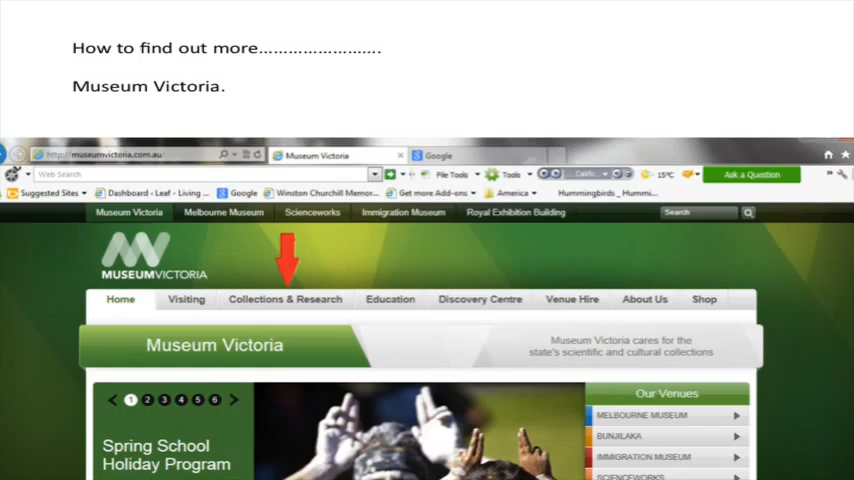 How to find out more........................
Museum Victoria.
http://museumvictoria.com.au
Museum Victoria
Google
Web Search
File Tools
Tools
15°C
Ask a Question
Suggested Sites
Dashboard - Leaf - Living ...
Google
Winston Churchill Memor...
Get more Add-ons
America
Hummingbirds _ Hummi...
Museum Victoria Melbourne Museum Scienceworks Immigration Museum Royal Exhibition Building Search
MUSEUMVICTORIA
Home Visiting Collections & Research Education Discovery Centre Venue Hire About Us Shop
Museum Victoria
Museum Victoria cares for the
state's scientific and cultural collections
1 2 3 4 5 6
Spring School
Holiday Program
Our Venues
MELBOURNE MUSEUM
BUNJILAKA
IMMIGRATION MUSEUM
SCIENCEWORKS